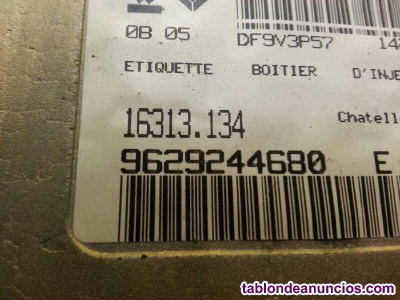 0B 05 DF9V3P57
ETIQUETTE BOITIER D'INJE
16313.134 Chatell
9629244680 E
tablondeanuncios.com